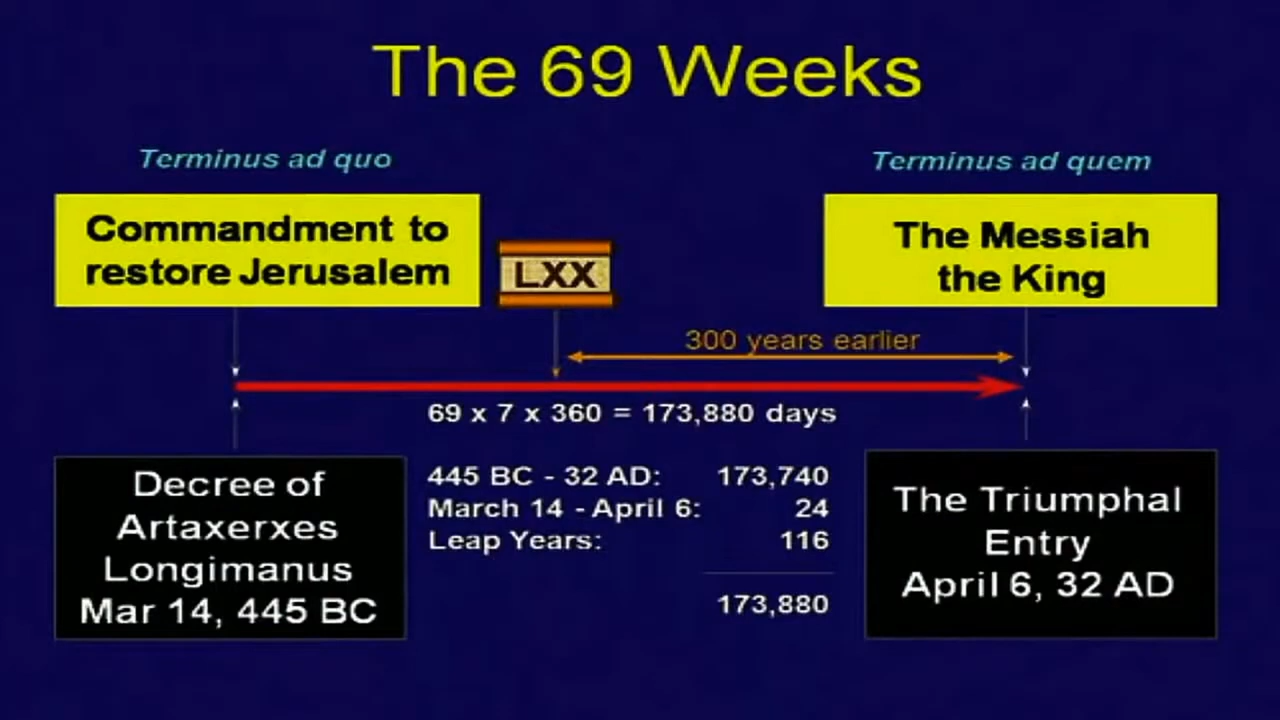 The 69 Weeks
Terminus ad quo
Terminus ad quem
Commandment to
restore Jerusalem
LXX
The Messiah
the King
300 years earlier
69 x 7 x 360 = 173,880 days
445 BC - 32 AD: 173,740
March 14 - April 6: 24
Leap Years: 116
173,880
Decree of
Artaxerxes
Longimanus
Mar 14, 445 BC
The Triumphal
Entry
April 6, 32 AD